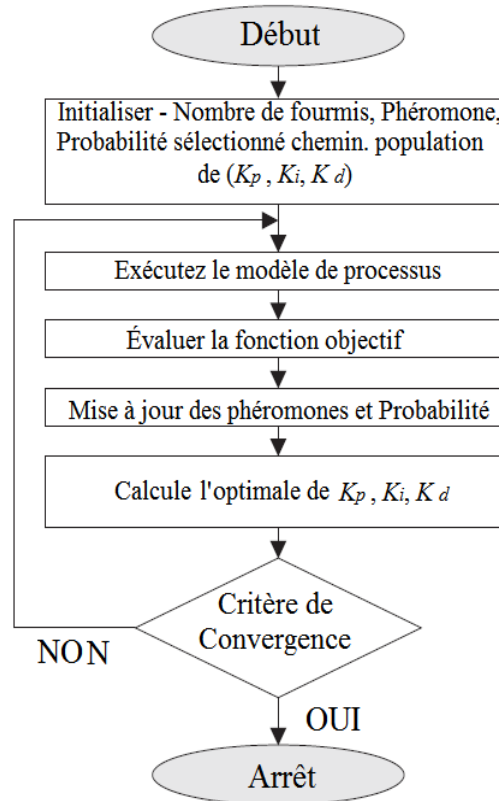 Début
Initialiser - Nombre de fourmis, Phéromone,
Probabilité sélectionné chemin. population
de (Kp , Ki, K d)
Exécutez le modèle de processus
Évaluer la fonction objectif
Mise à jour des phéromones et Probabilité
Calcule l'optimale de Kp , Ki, K d
Critère de
Convergence
NON
OUI
Arrêt